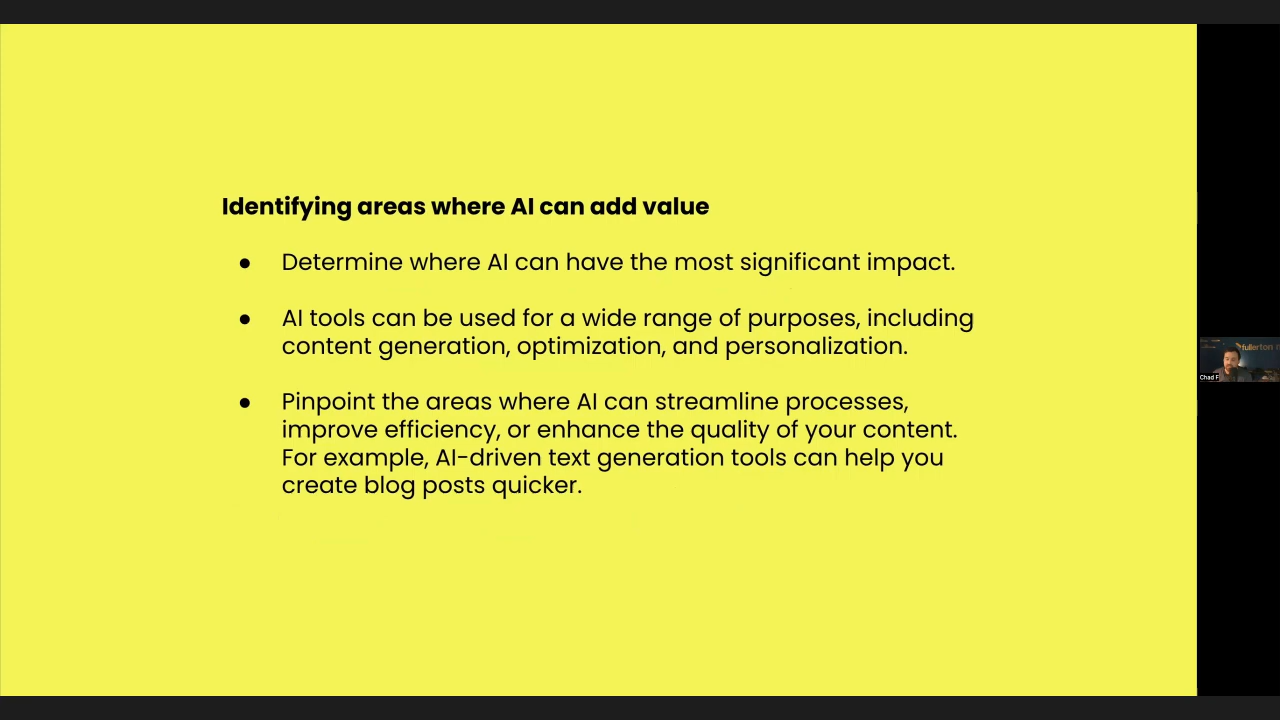 Identifying areas where AI can add value
● Determine where AI can have the most significant impact.
● AI tools can be used for a wide range of purposes, including
content generation, optimization, and personalization.
● Pinpoint the areas where AI can streamline processes,
improve efficiency, or enhance the quality of your content.
For example, AI-driven text generation tools can help you
create blog posts quicker.
fullerton
Chad F